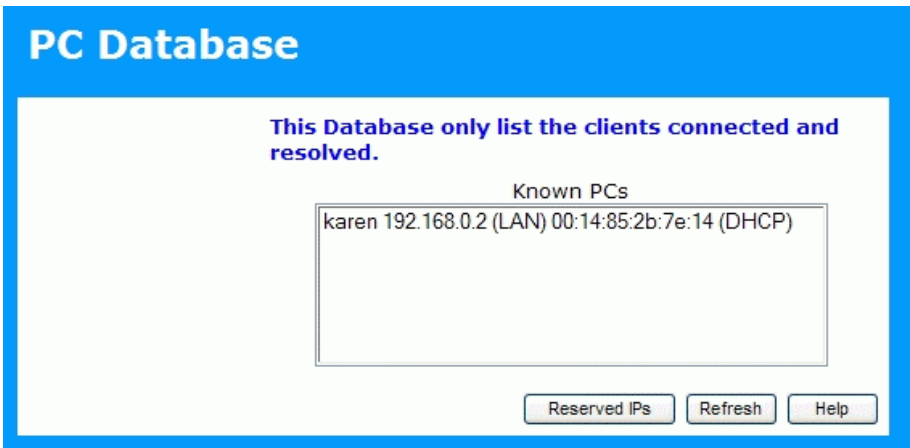 PC Database
This Database only list the clients connected and
resolved.
Known PCs
karen 192.168.0.2 (LAN) 00:14:85:2b:7e:14 (DHCP)
Reserved IPs Refresh Help